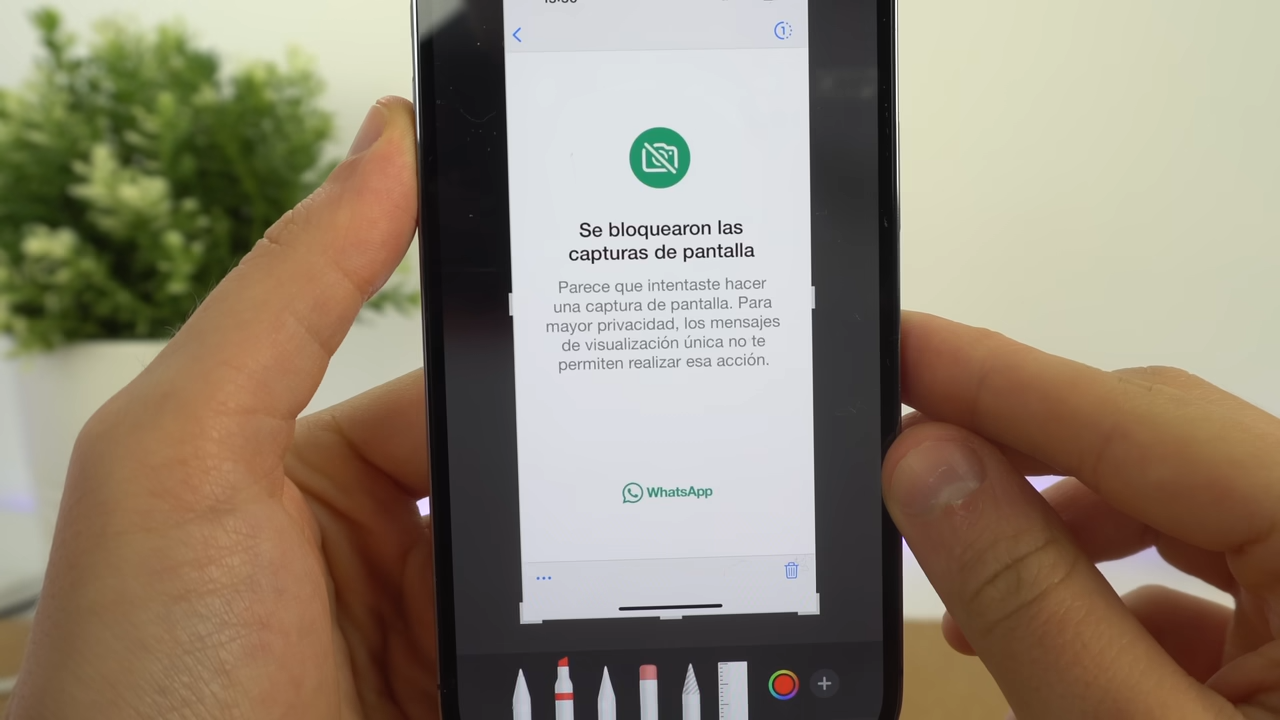 1
Se bloquearon las
capturas de pantalla
Parece que intentaste hacer
una captura de pantalla. Para
mayor privacidad, los mensajes
de visualización única no te
permiten realizar esa acción.
WhatsApp